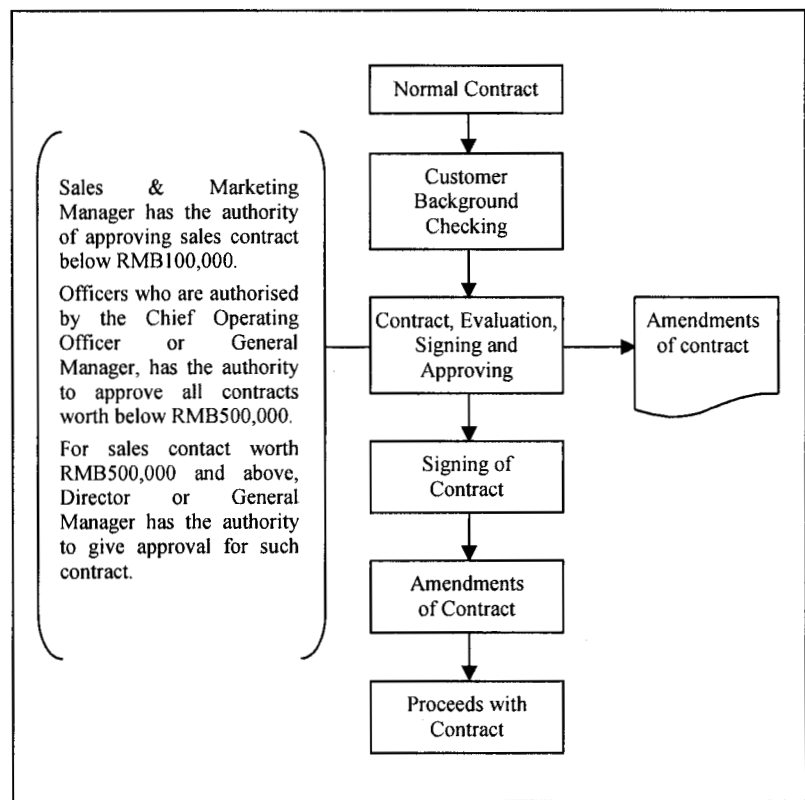 Normal Contract
Customer
Background
Checking
Sales & Marketing
Manager has the authority
of approving sales contract
below RMB100,000.
Officers who are authorised
by the Chief Operating
Officer or General
Manager, has the authority
to approve all contracts
worth below RMB500,000.
For sales contact worth
RMB500,000 and above,
Director or General
Manager has the authority
to give approval for such
contract.
Contract, Evaluation,
Signing and
Approving
Amendments
of contract
Signing of
Contract
Amendments
of Contract
Proceeds with
Contract